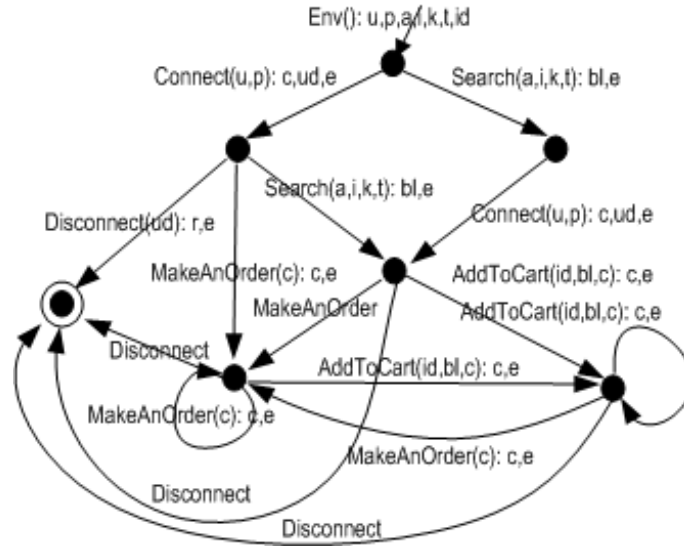 Env(): u,p,a,i,k,t,id
Connect(u,p): c,ud,e
Search(a,i,k,t): bl,e
Search(a,i,k,t): bl,e
Disconnect(ud): r,e
Connect(u,p): c,ud,e
MakeAnOrder(c): c,e
AddToCart(id,bl,c): c,e
MakeAnOrder
AddToCart(id,bl,c): c,e
Disconnect
AddToCart(id,bl,c): c,e
MakeAnOrder(c): c,e
MakeAnOrder(c): c,e
Disconnect
Disconnect